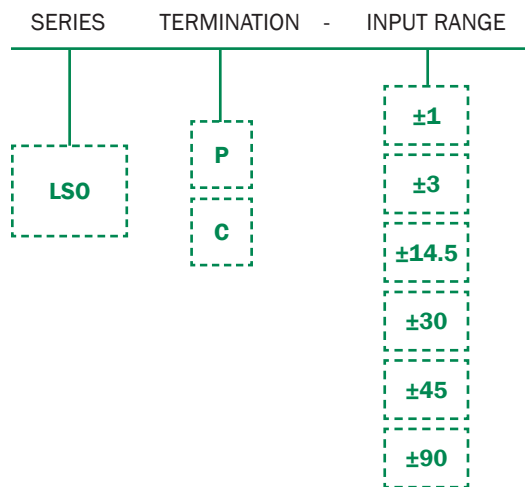 SERIES TERMINATION - INPUT RANGE
LSO
P
C
±1
±3
±14.5
±30
±45
±90